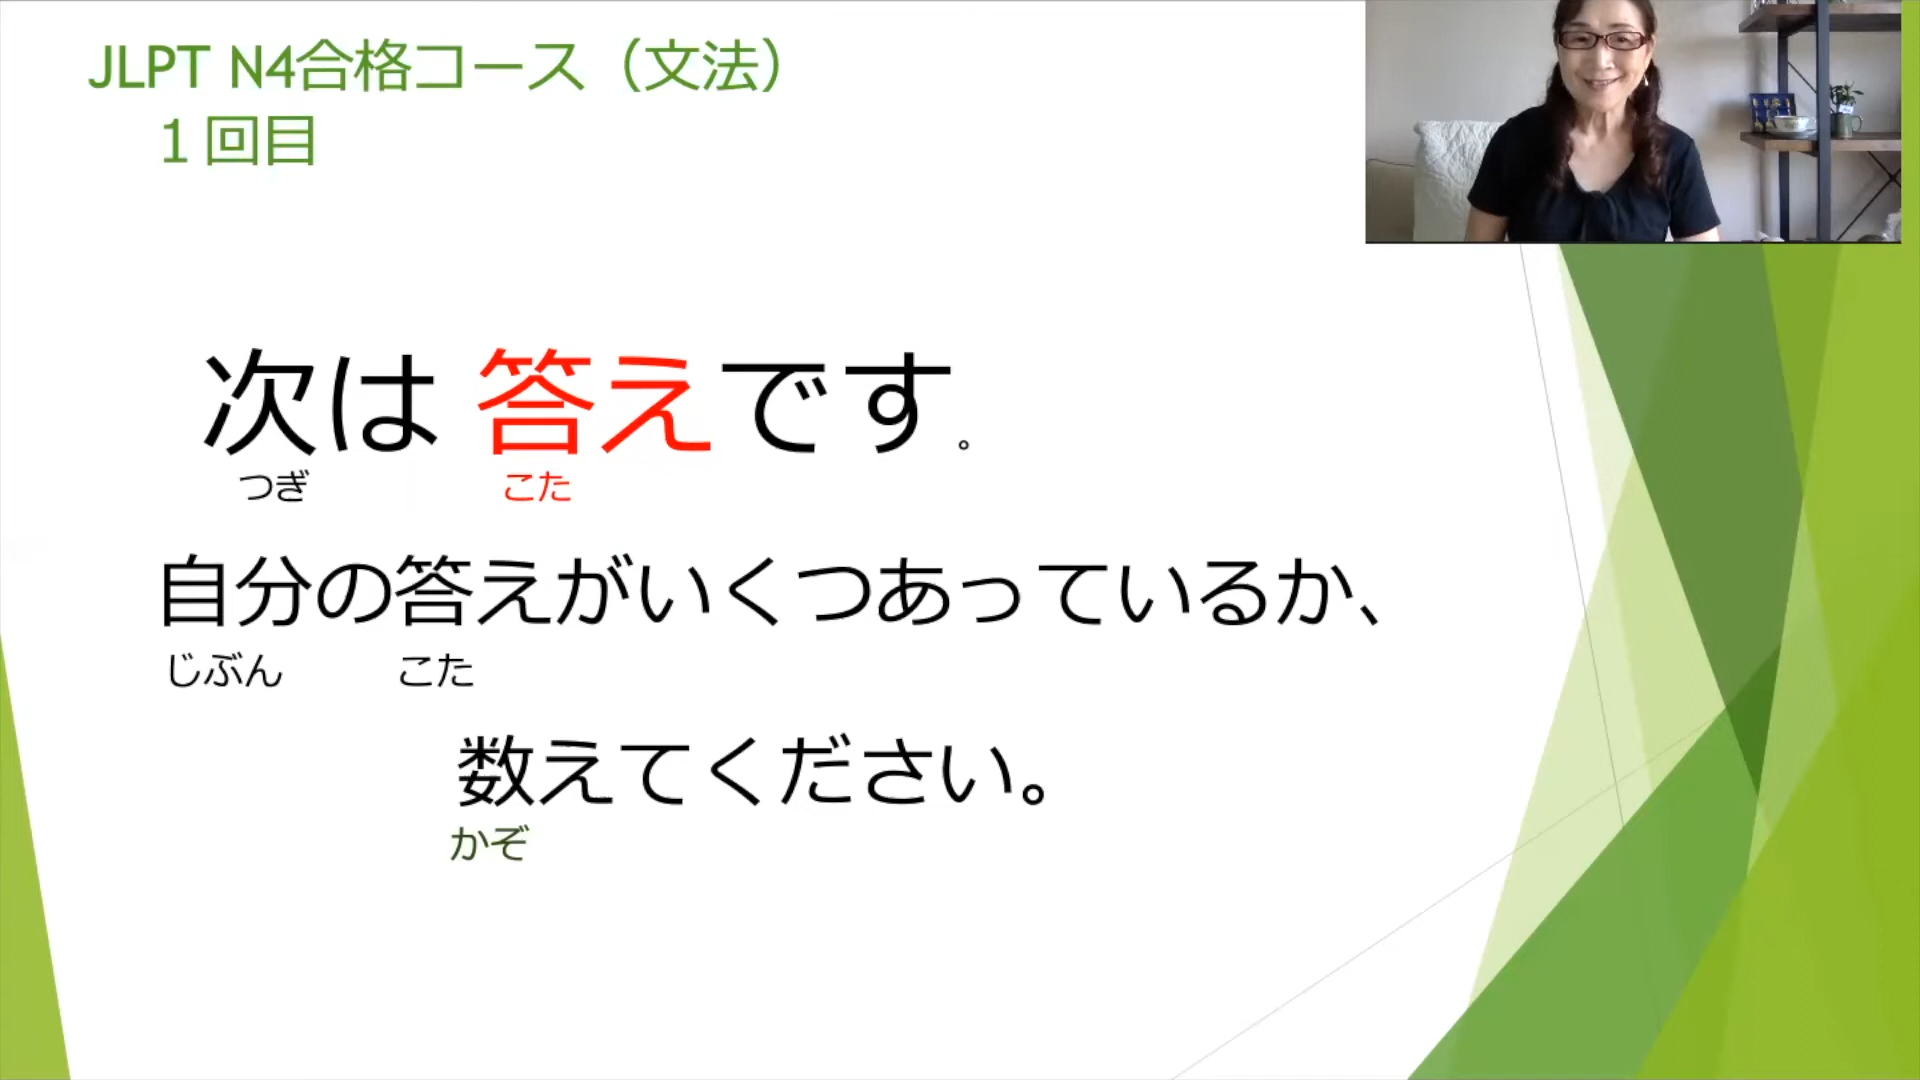 JLPT N4合格コース（文法）
１回目
次は 答えです。
つぎ こた
自分の答えがいくつあっているか、
じぶん こた
数えてください。
かぞ